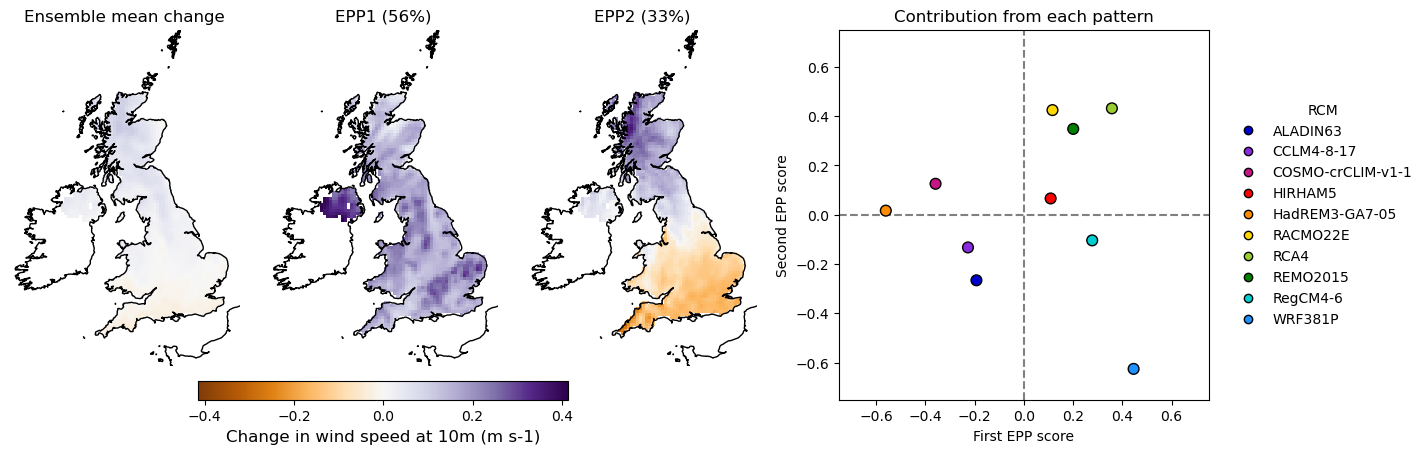 Ensemble mean change
EPP1 (56%)
EPP2 (33%)
Contribution from each pattern
−0.4
−0.2
0.0
0.2
0.4
Change in wind speed at 10m (m s-1)
Second EPP score
0.6
0.4
0.2
0.0
−0.2
−0.4
−0.6
−0.6
−0.4
−0.2
0.0
0.2
0.4
0.6
First EPP score
RCM
ALADIN63
CCLM4-8-17
COSMO-crCLIM-v1-1
HIRHAM5
HadREM3-GA7-05
RACMO22E
RCA4
REMO2015
RegCM4-6
WRF381P